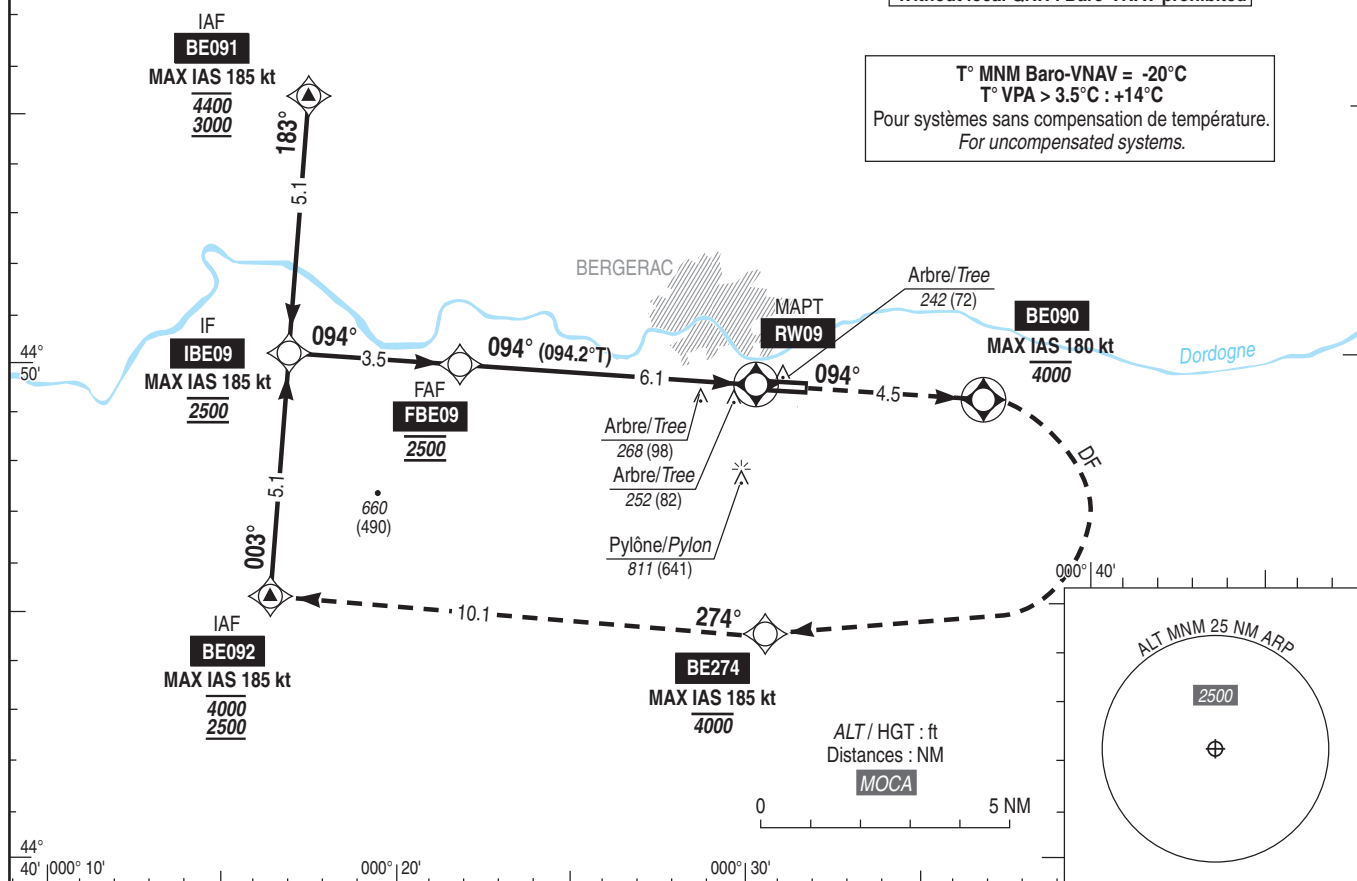 IAF
BE091
MAX IAS 185 kt
4400
3000
183°
5.1
T° MNM Baro-VNAV = -20°C
T° VPA > 3.5°C : +14°C
Pour systèmes sans compensation de température.
For uncompensated systems.
BERGERAC
Arbre/Tree
242 (72)
MAPT
RW09
BE090
MAX IAS 180 kt
4000
Dordogne
44°
50'
IF
IBE09
MAX IAS 185 kt
2500
094°
3.5
094° (094.2°T)
6.1
094°
4.5
FAF
FBE09
2500
Arbre/Tree
268 (98)
Arbre/Tree
252 (82)
Pylône/Pylon
811 (641)
660
(490)
DF
5.1
003°
IAF
BE092
MAX IAS 185 kt
4000
2500
10.1
274°
BE274
MAX IAS 185 kt
4000
000° 40'
ALT MNM 25 NM ARP
2500
ALT / HGT : ft
Distances : NM
MOCA
0 5 NM
44°
40'
000° 10'
000° 20'
000° 30'